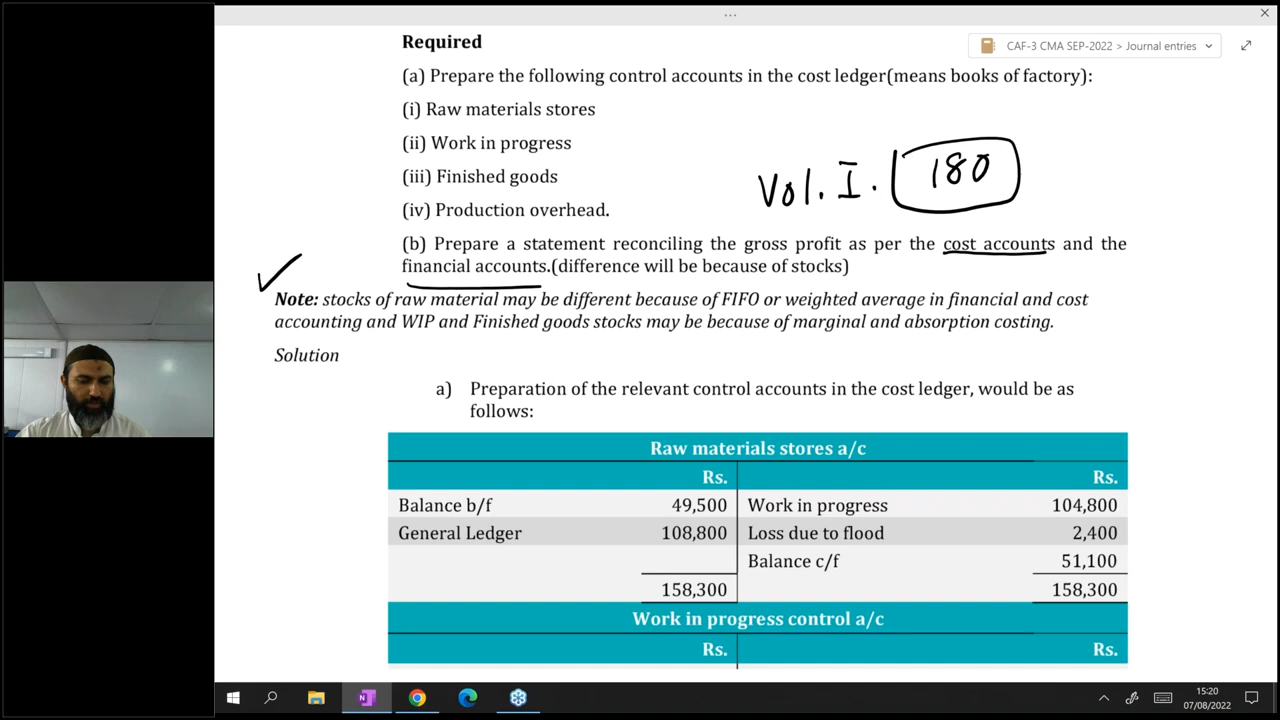 Required
CAF-3 CMA SEP-2022 > Journal entries
(a) Prepare the following control accounts in the cost ledger(means books of factory):
(i) Raw materials stores
(ii) Work in progress
(iii) Finished goods
(iv) Production overhead.
Vol. I. 180
(b) Prepare a statement reconciling the gross profit as per the cost accounts and the
financial accounts.(difference will be because of stocks)
Note: stocks of raw material may be different because of FIFO or weighted average in financial and cost
accounting and WIP and Finished goods stocks may be because of marginal and absorption costing.
Solution
a) Preparation of the relevant control accounts in the cost ledger, would be as
follows:
Raw materials stores a/c
Rs. Rs.
Balance b/f 49,500 Work in progress 104,800
General Ledger 108,800 Loss due to flood 2,400
Balance c/f 51,100
158,300 158,300
Work in progress control a/c
Rs. Rs.
15:20
07/08/2022